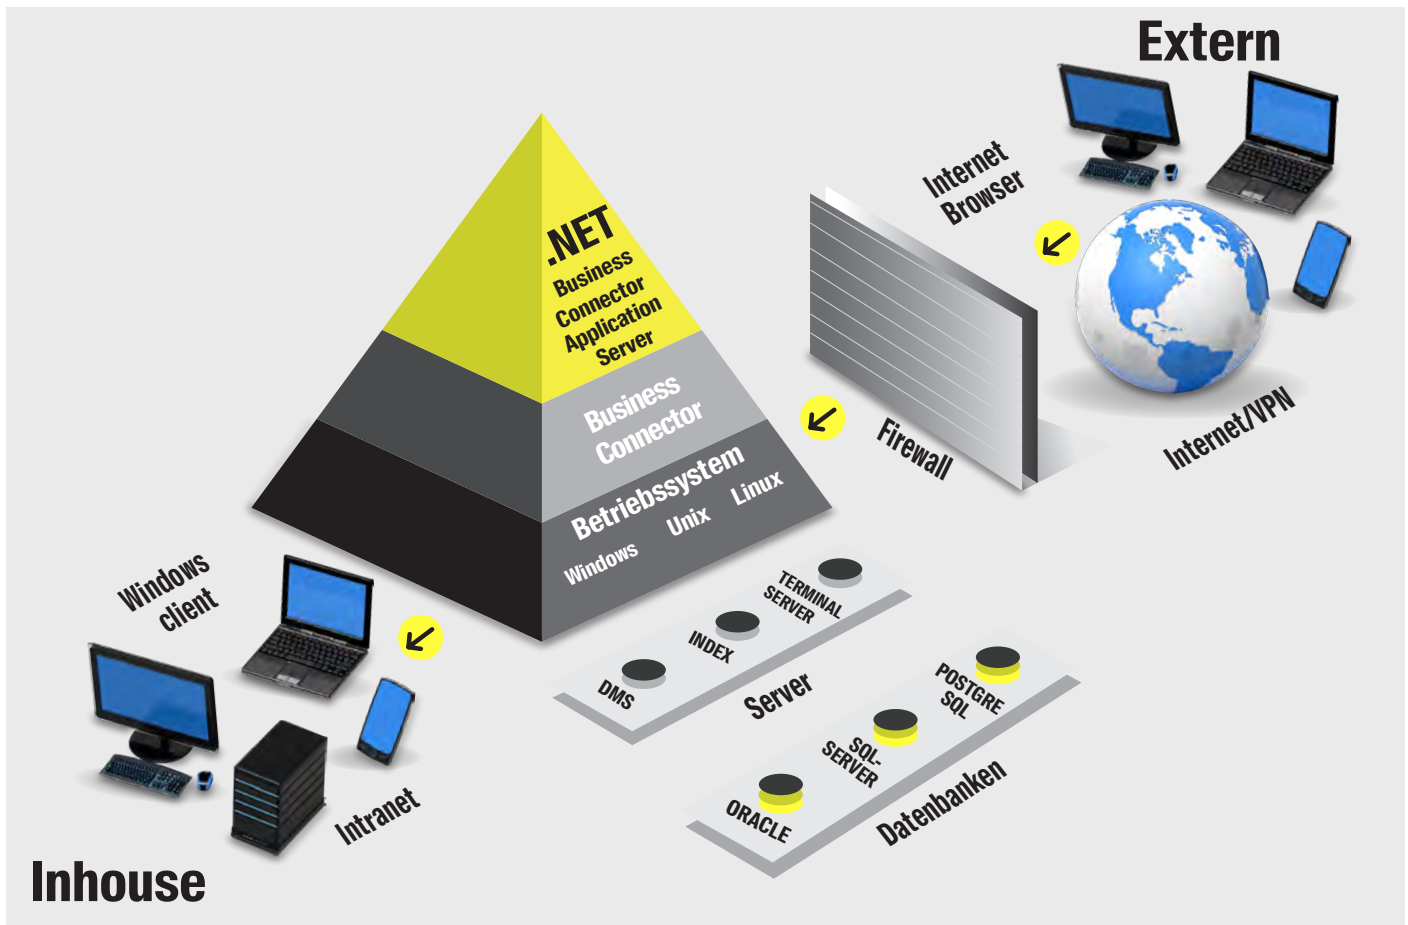 Extern
Internet
Browser
.NET
Business
Connector
Application
Server
Business
Connector
Firewall
Internet/VPN
Betriebssystem
Windows Unix Linux
Windows
client
TERMINAL
SERVER
INDEX
DMS
Server
POSTGRE
SQL
SQL-
SERVER
ORACLE
Datenbanken
Intranet
Inhouse